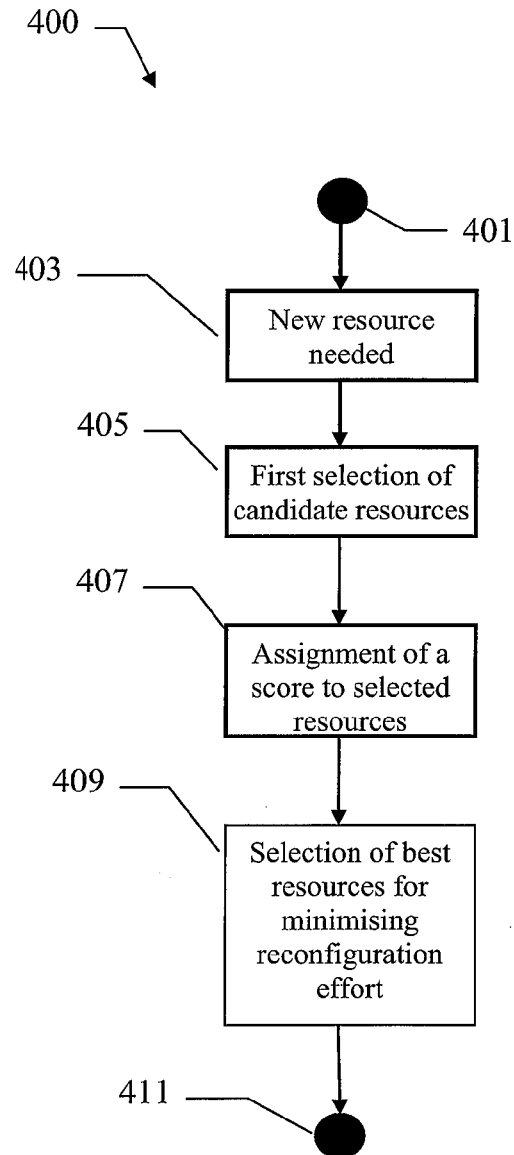 400
401
403
New resource
needed
405
First selection of
candidate resources
407
Assignment of a
score to selected
resources
409
Selection of best
resources for
minimising
reconfiguration
effort
411